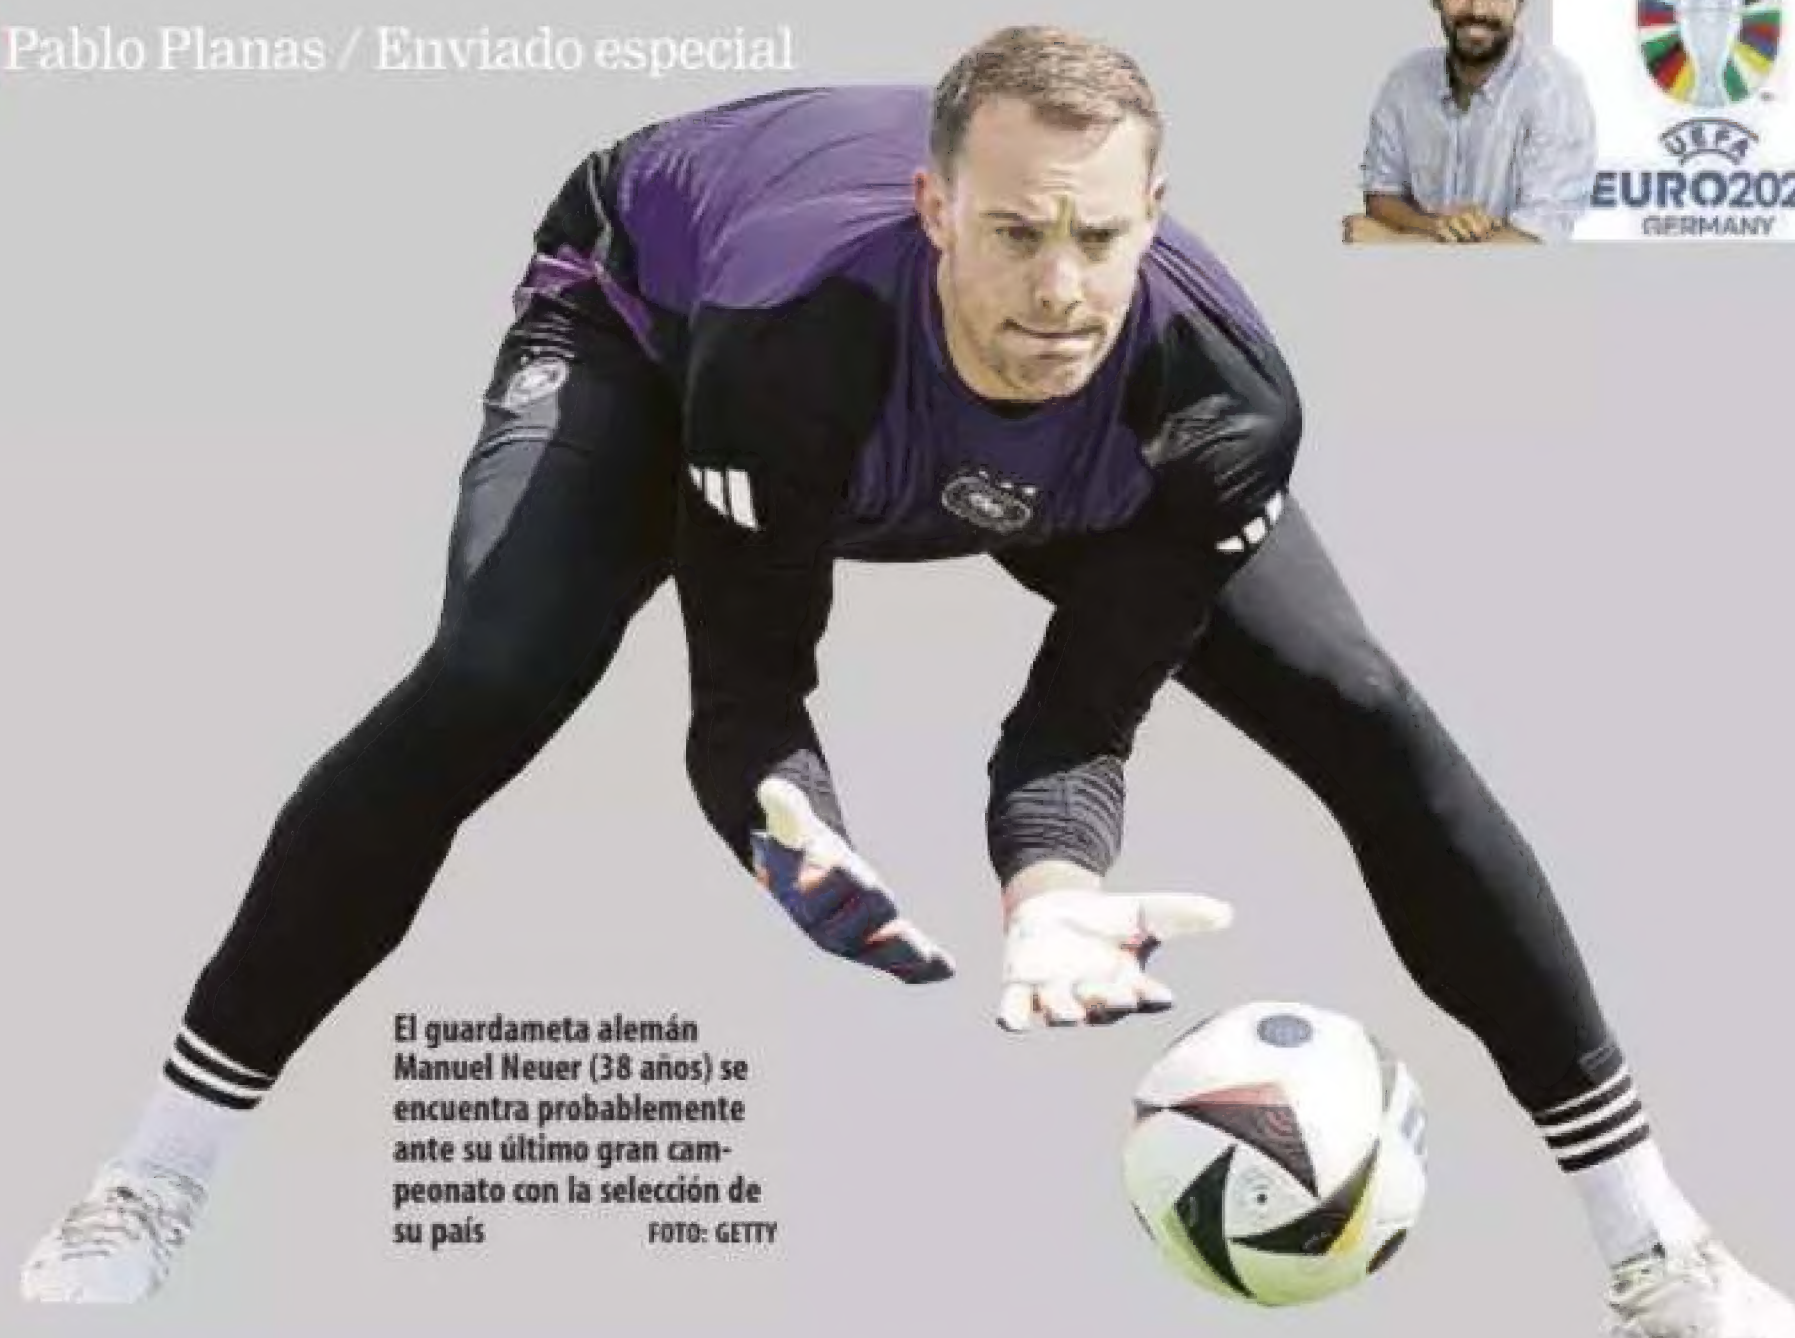 Pablo Planas / Enviado especial
UEFA
EURO202
GERMANY
El guardameta alemán
Manuel Neuer (38 años) se
encuentra probablemente
ante su último gran cam-
peonato con la selección de
su país FOTO: GETTY